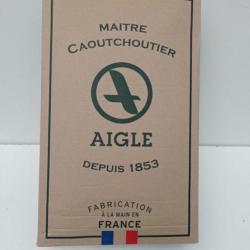 MAITRE
CAOUTCHOUTIER
AIGLE
DEPUIS 1853
FABRICATION
À LA MAIN EN
FRANCE